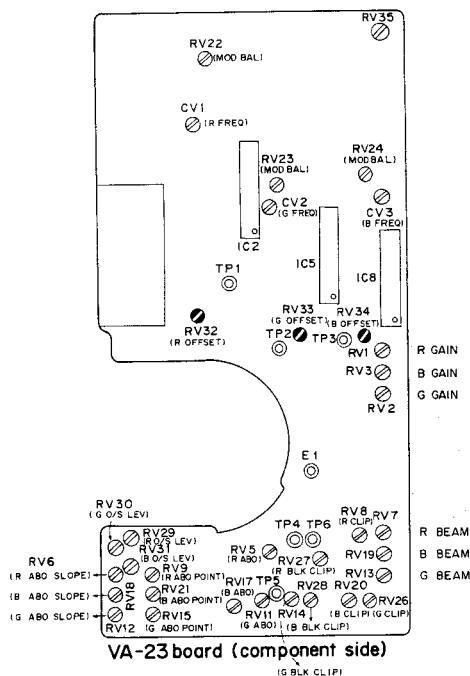 RV35
RV22
(MOD BAL)
CV1
(R FREQ)
RV23
(MOD BAL)
RV24
(MOD BAL)
CV2
(G FREQ)
CV3
(B FREQ)
IC2
IC5
IC8
TP1
RV32
(R OFFSET)
RV33
(G OFFSET)
RV34
(B OFFSET)
TP2
TP3
RV1 R GAIN
RV3 B GAIN
RV2 G GAIN
E1
RV30
(G O/S LEV)
RV29
(R O/S LEV)
RV31
(B O/S LEV)
RV6
(R ABO SLOPE)
RV9
(R ABO POINT)
RV18
(B ABO SLOPE)
RV21
(B ABO POINT)
(G ABO SLOPE)
RV12
RV15
(G ABO POINT)
TP4 TP6
RV5
(R ABO)
RV27
(R BLK CLIP)
RV8
(R CLIP)
RV7 R BEAM
RV19 B BEAM
RV13 G BEAM
RV17
(B ABO)
TP5
RV11
(G ABO)
RV14
RV28
(B BLK CLIP)
RV20
(B CLIP)
RV26
(G CLIP)
VA-23 board (component side)
(G BLK CLIP)